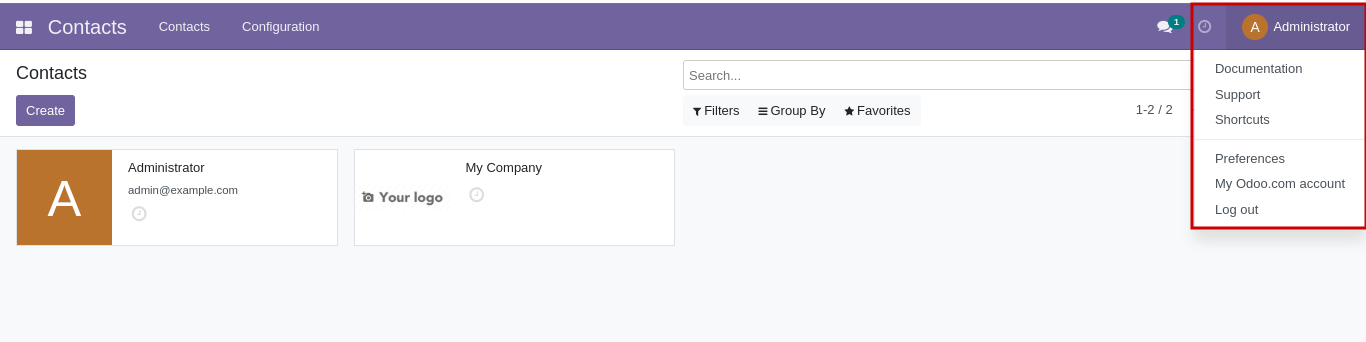 Contacts Contacts Configuration 1 A Administrator
Contacts
Search...
Create
Filters Group By Favorites 1-2 / 2
Documentation
Support
Shortcuts
Preferences
My Odoo.com account
Log out
A
Administrator
admin@example.com
My Company
Your logo